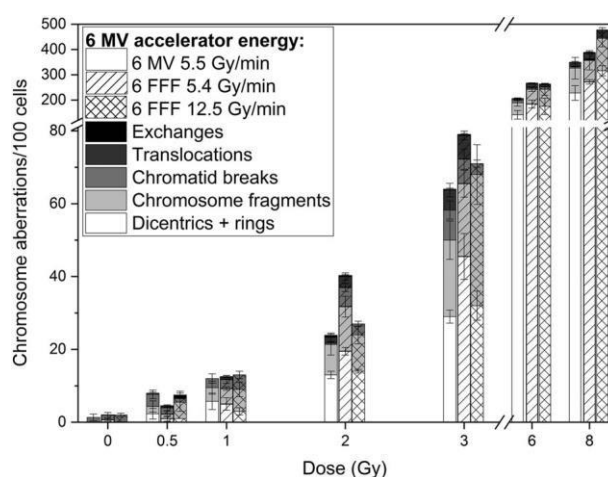 500
400
300
200
80
60
40
20
0
Chromosome aberrations/100 cells
6 MV accelerator energy:
6 MV 5.5 Gy/min
6 FFF 5.4 Gy/min
6 FFF 12.5 Gy/min
Exchanges
Translocations
Chromatid breaks
Chromosome fragments
Dicentrics + rings
0 0.5 1 2 3 6 8
Dose (Gy)